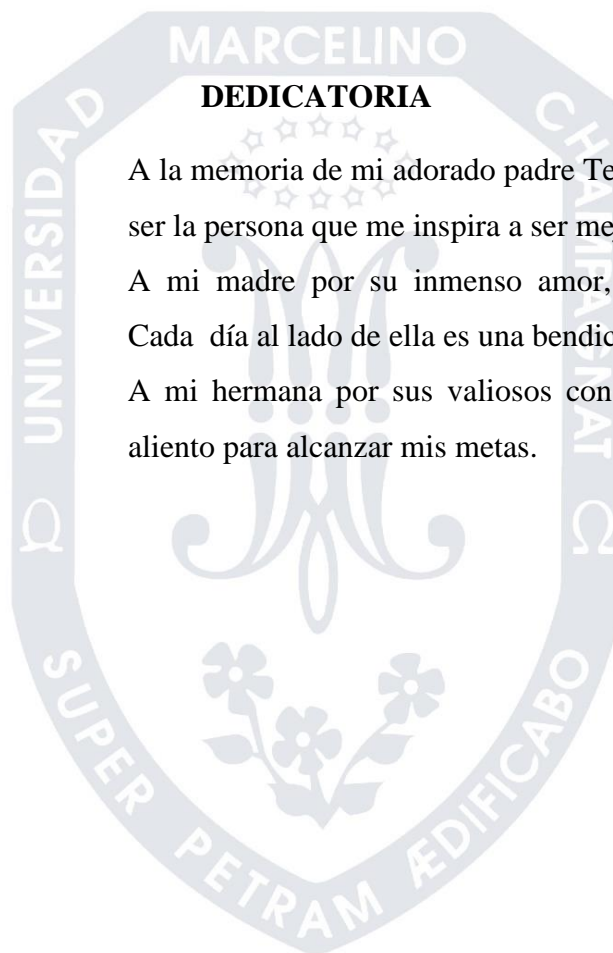 MARCELINO
DEDICATORIA
UNIVERSIDAD
CHAMPAGNAT
A la memoria de mi adorado padre
ser la persona que me inspira a ser
A mi madre por su inmenso amor,
Cada día al lado de ella es una
A mi hermana por sus valiosos
aliento para alcanzar mis metas.
Ω
Ω
SUPER PETRAM ÆDIFICABO